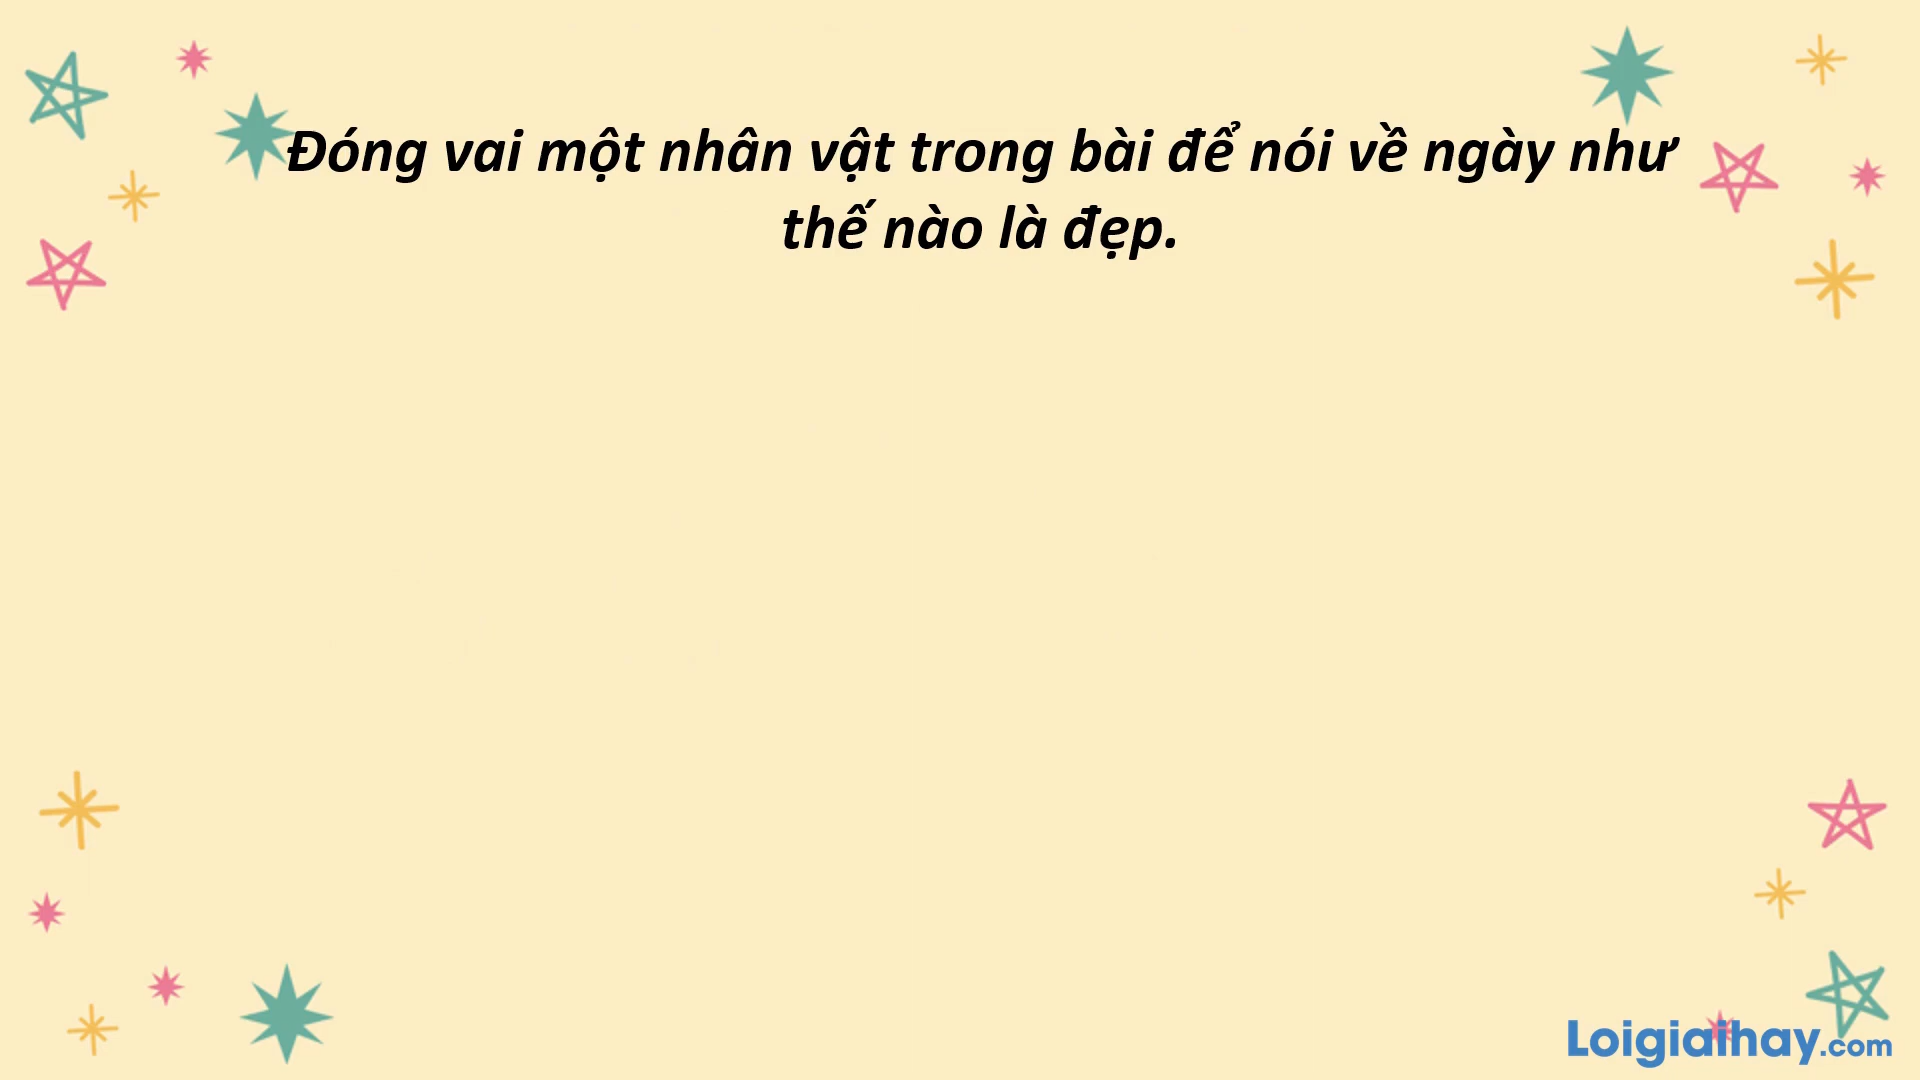 Đóng vai một nhân vật trong bài để nói về ngày như
thế nào là đẹp.
Loigiaihay.com